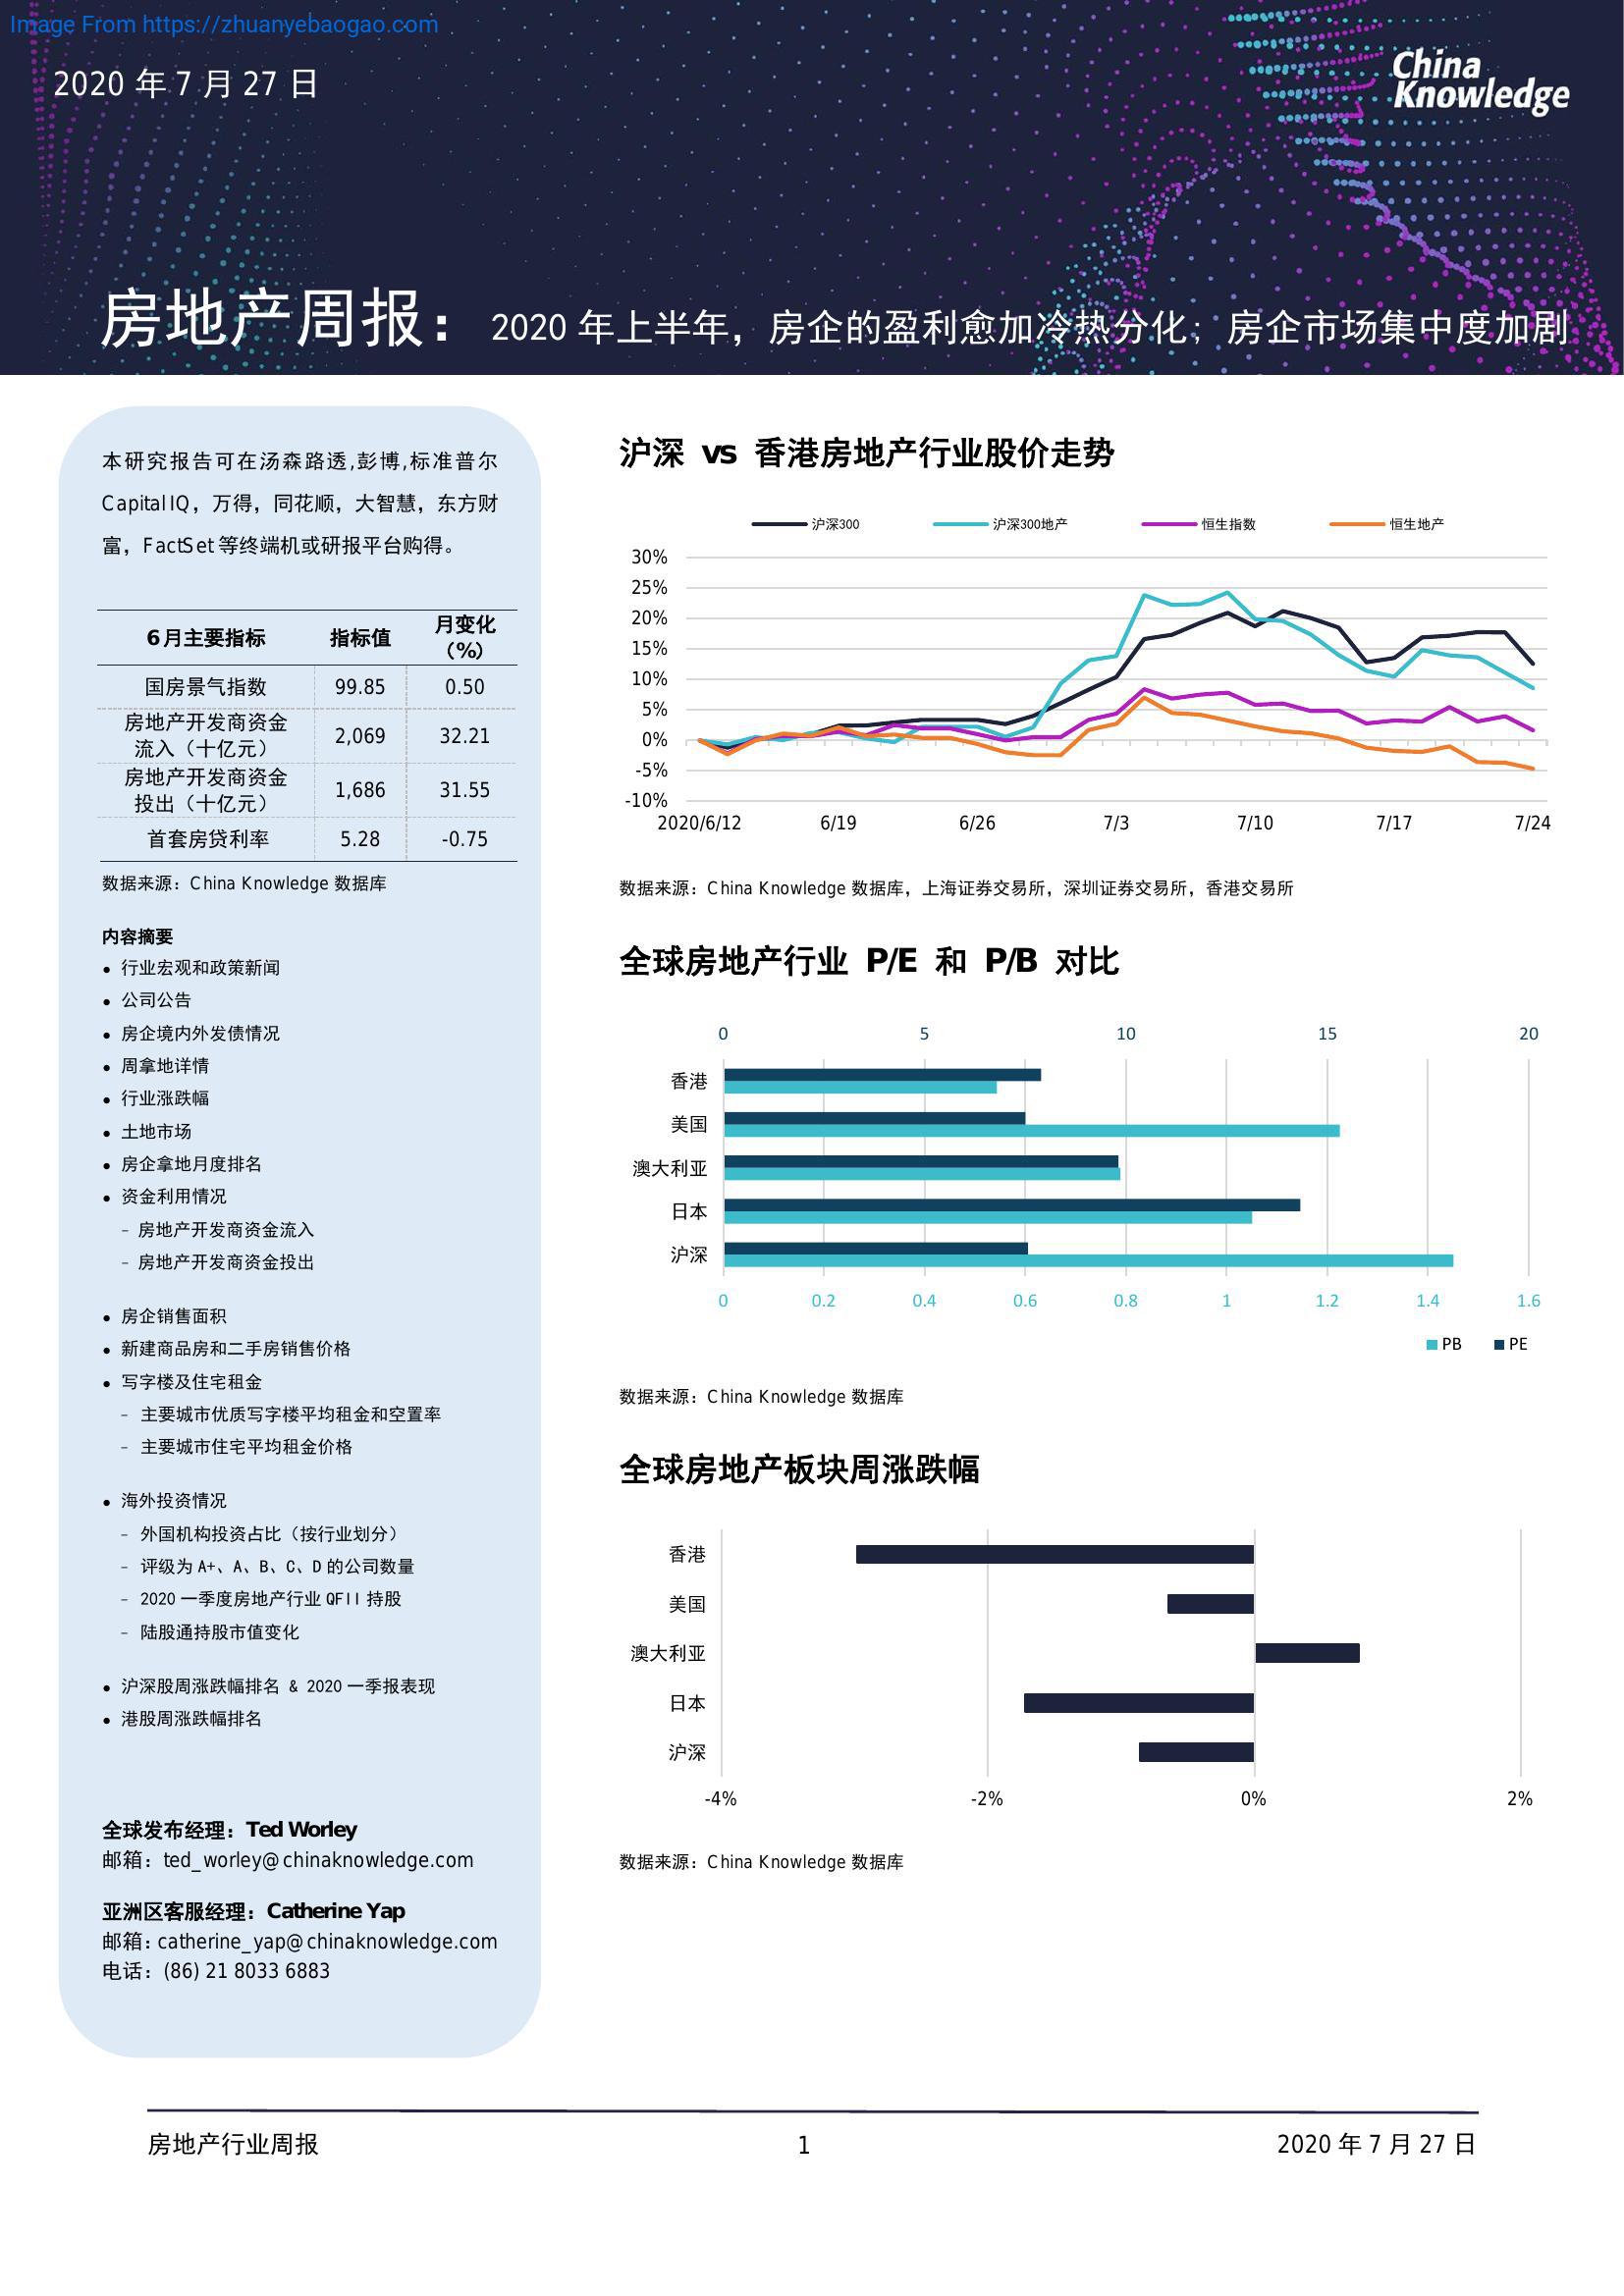 Image From https://zhuanyebaogao.com
2020 年 7 月 27 日
China
Knowledge
房地产周报：2020 年上半年，房企的盈利愈加冷热分化；房企市场集中度加剧
本研究报告可在汤森路透,彭博,标准普尔
Capital IQ，万得，同花顺，大智慧，东方财
富，FactSet 等终端机或研报平台购得。
6月主要指标 指标值 月变化（%）
国房景气指数 99.85 0.50
房地产开发商资金流入（十亿元） 2,069 32.21
房地产开发商资金投出（十亿元） 1,686 31.55
首套房贷利率 5.28 -0.75
数据来源：China Knowledge 数据库
内容摘要
• 行业宏观和政策新闻
• 公司公告
• 房企境内外发债情况
• 周拿地详情
• 行业涨跌幅
• 土地市场
• 房企拿地月度排名
• 资金利用情况
– 房地产开发商资金流入
– 房地产开发商资金投出
• 房企销售面积
• 新建商品房和二手房销售价格
• 写字楼及住宅租金
– 主要城市优质写字楼平均租金和空置率
– 主要城市住宅平均租金价格
• 海外投资情况
– 外国机构投资占比（按行业划分）
– 评级为 A+、A、B、C、D 的公司数量
– 2020 一季度房地产行业 QFII 持股
– 陆股通持股市值变化
• 沪深股周涨跌幅排名 & 2020 一季报表现
• 港股周涨跌幅排名
全球发布经理：Ted Worley
邮箱：ted_worley@chinaknowledge.com
亚洲区客服经理：Catherine Yap
邮箱：catherine_yap@chinaknowledge.com
电话：(86) 21 8033 6883
沪深 vs 香港房地产行业股价走势
沪深300 沪深300地产 恒生指数 恒生地产
30%
25%
20%
15%
10%
5%
0%
-5%
-10%
2020/6/12 6/19 6/26 7/3 7/10 7/17 7/24
数据来源：China Knowledge 数据库，上海证券交易所，深圳证券交易所，香港交易所
全球房地产行业 P/E 和 P/B 对比
0 5 10 15 20
香港
美国
澳大利亚
日本
沪深
0 0.2 0.4 0.6 0.8 1 1.2 1.4 1.6
PB PE
数据来源：China Knowledge 数据库
全球房地产板块周涨跌幅
香港
美国
澳大利亚
日本
沪深
-4% -2% 0% 2%
数据来源：China Knowledge 数据库
房地产行业周报 1 2020 年 7 月 27 日